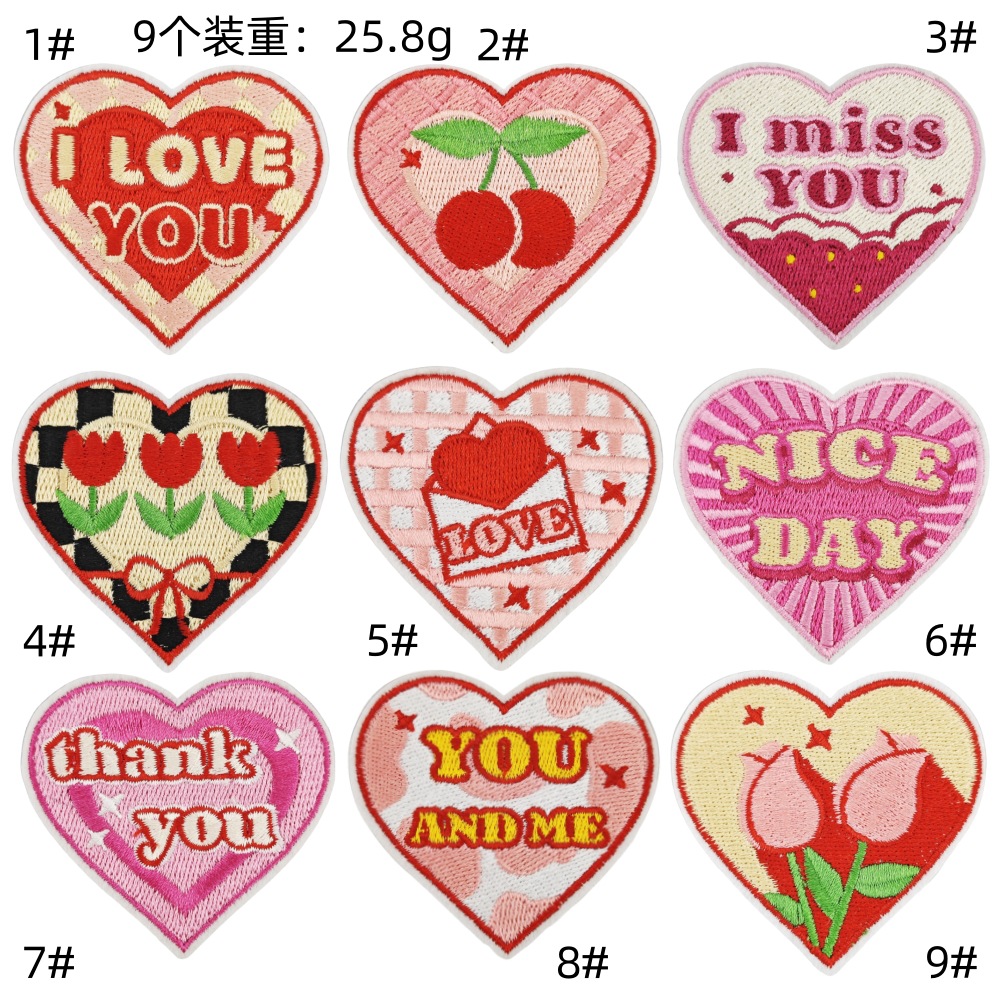 1#
9个装重：25.8g
2#
3#
I LOVE
YOU
I miss
YOU
LOVE
NICE
DAY
4#
5#
6#
thank
you
YOU
AND ME
7#
8#
9#